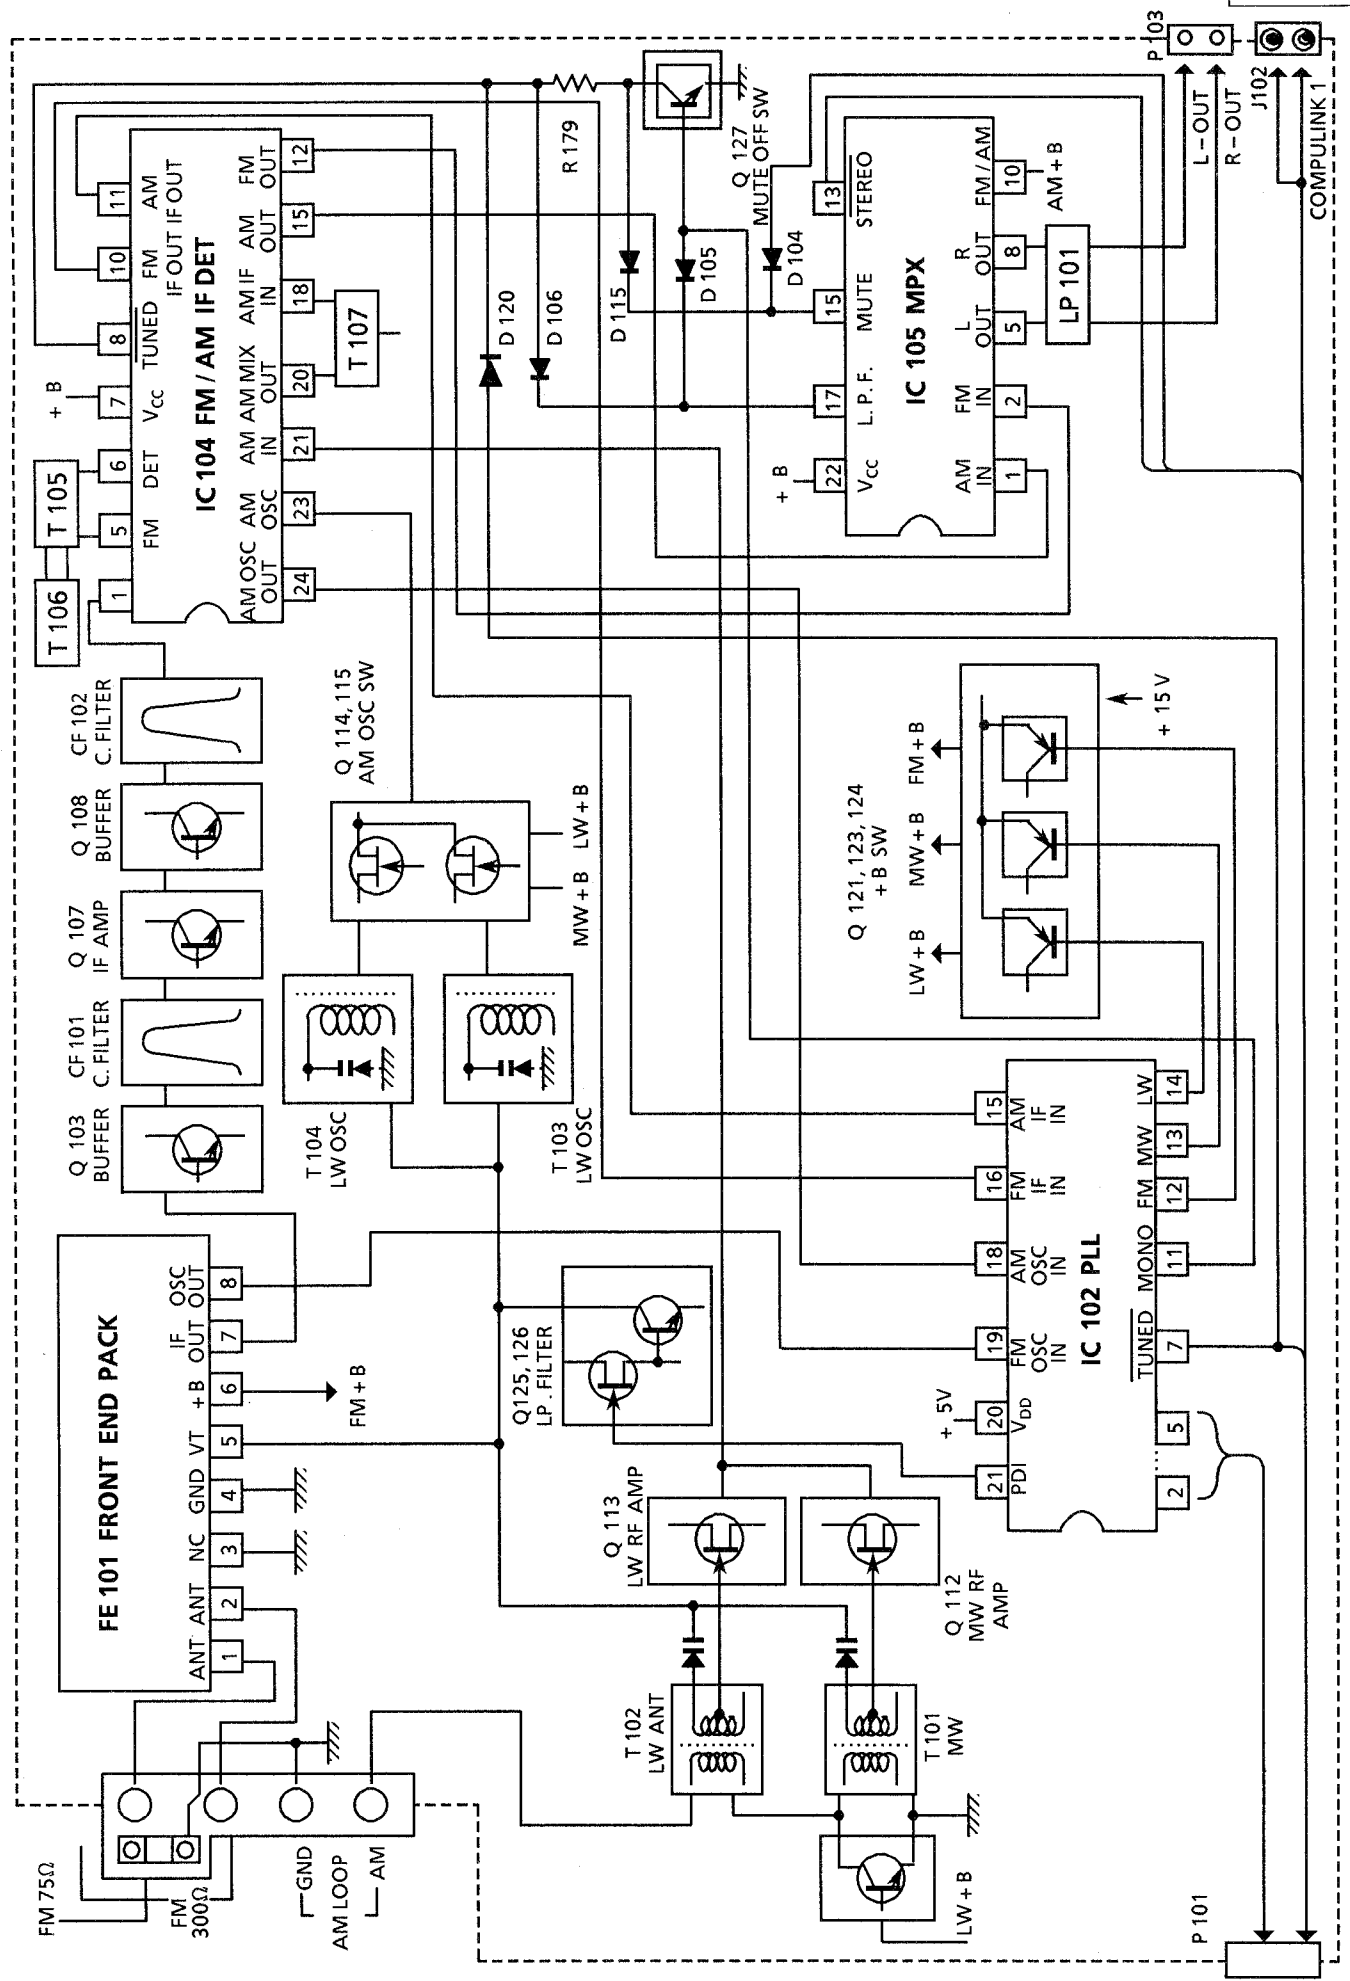 FM 75Ω
FM
300Ω
GND
AM LOOP
AM
FE 101 FRONT END PACK
ANT
ANT
NC
GND
VT
+B
IF
OUT
OSC
OUT
1
2
3
4
5
6
7
8
FM + B
Q 103
BUFFER
CF 101
C. FILTER
Q 107
IF AMP
Q 108
BUFFER
CF 102
C. FILTER
T 106
T 105
+ B
1
5
6
7
8
10
11
FM
DET
VCC
TUNED
FM
IF OUT
AM
IF OUT
IC 104 FM / AM IF DET
AM OSC
OUT
AM
OSC
AM
IN
AM MIX
OUT
AM IF
IN
AM
OUT
FM
OUT
24
23
21
20
18
15
12
T 107
T 104
LW OSC
T 103
LW OSC
Q 114, 115
AM OSC SW
MW + B
LW + B
D 120
D 106
R 179
D 115
D 105
D 104
Q 127
MUTE OFF SW
Q125, 126
LP . FILTER
Q 113
LW RF AMP
Q 112
MW RF
AMP
T 102
LW ANT
T 101
MW
LW + B
+ B
22
17
15
13
VCC
L. P. F.
MUTE
STEREO
IC 105 MPX
AM
IN
FM
IN
L
OUT
R
OUT
FM / AM
1
2
5
8
10
AM + B
LP 101
Q 121, 123, 124
+ B SW
LW + B
MW + B
FM + B
+ 15 V
+ 5V
21
20
19
18
16
15
PDI
VDD
FM
OSC
IN
AM
OSC
IN
FM
IF
IN
AM
IF
IN
IC 102 PLL
TUNED
MONO
FM
MW
LW
2
5
7
11
12
13
14
P 101
P 103
L - OUT
R - OUT
J102
COMPULINK 1